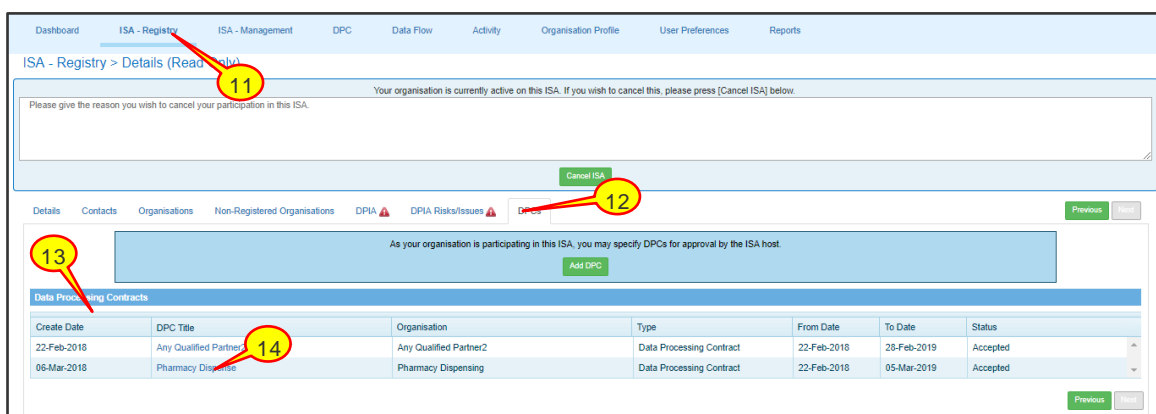 Dashboard ISA - Registry ISA - Management DPC Data Flow Activity Organisation Profile User Preferences Reports
ISA - Registry > Details (Read Only)
11
Your organisation is currently active on this ISA. If you wish to cancel this, please press [Cancel ISA] below.
Please give the reason you wish to cancel your participation in this ISA.
Cancel ISA
12
Details Contacts Organisations Non-Registered Organisations DPIA DPIA Risks/Issues DPCs Previous Next
As your organisation is participating in this ISA, you may specify DPCs for approval by the ISA host.
13
Add DPC
Data Processing Contracts
Create Date DPC Title Organisation Type From Date To Date Status
22-Feb-2018 Any Qualified Partner2 Any Qualified Partner2 Data Processing Contract 22-Feb-2018 28-Feb-2019 Accepted
14
06-Mar-2018 Pharmacy Dispense Pharmacy Dispensing Data Processing Contract 22-Feb-2018 05-Mar-2019 Accepted
Previous Next